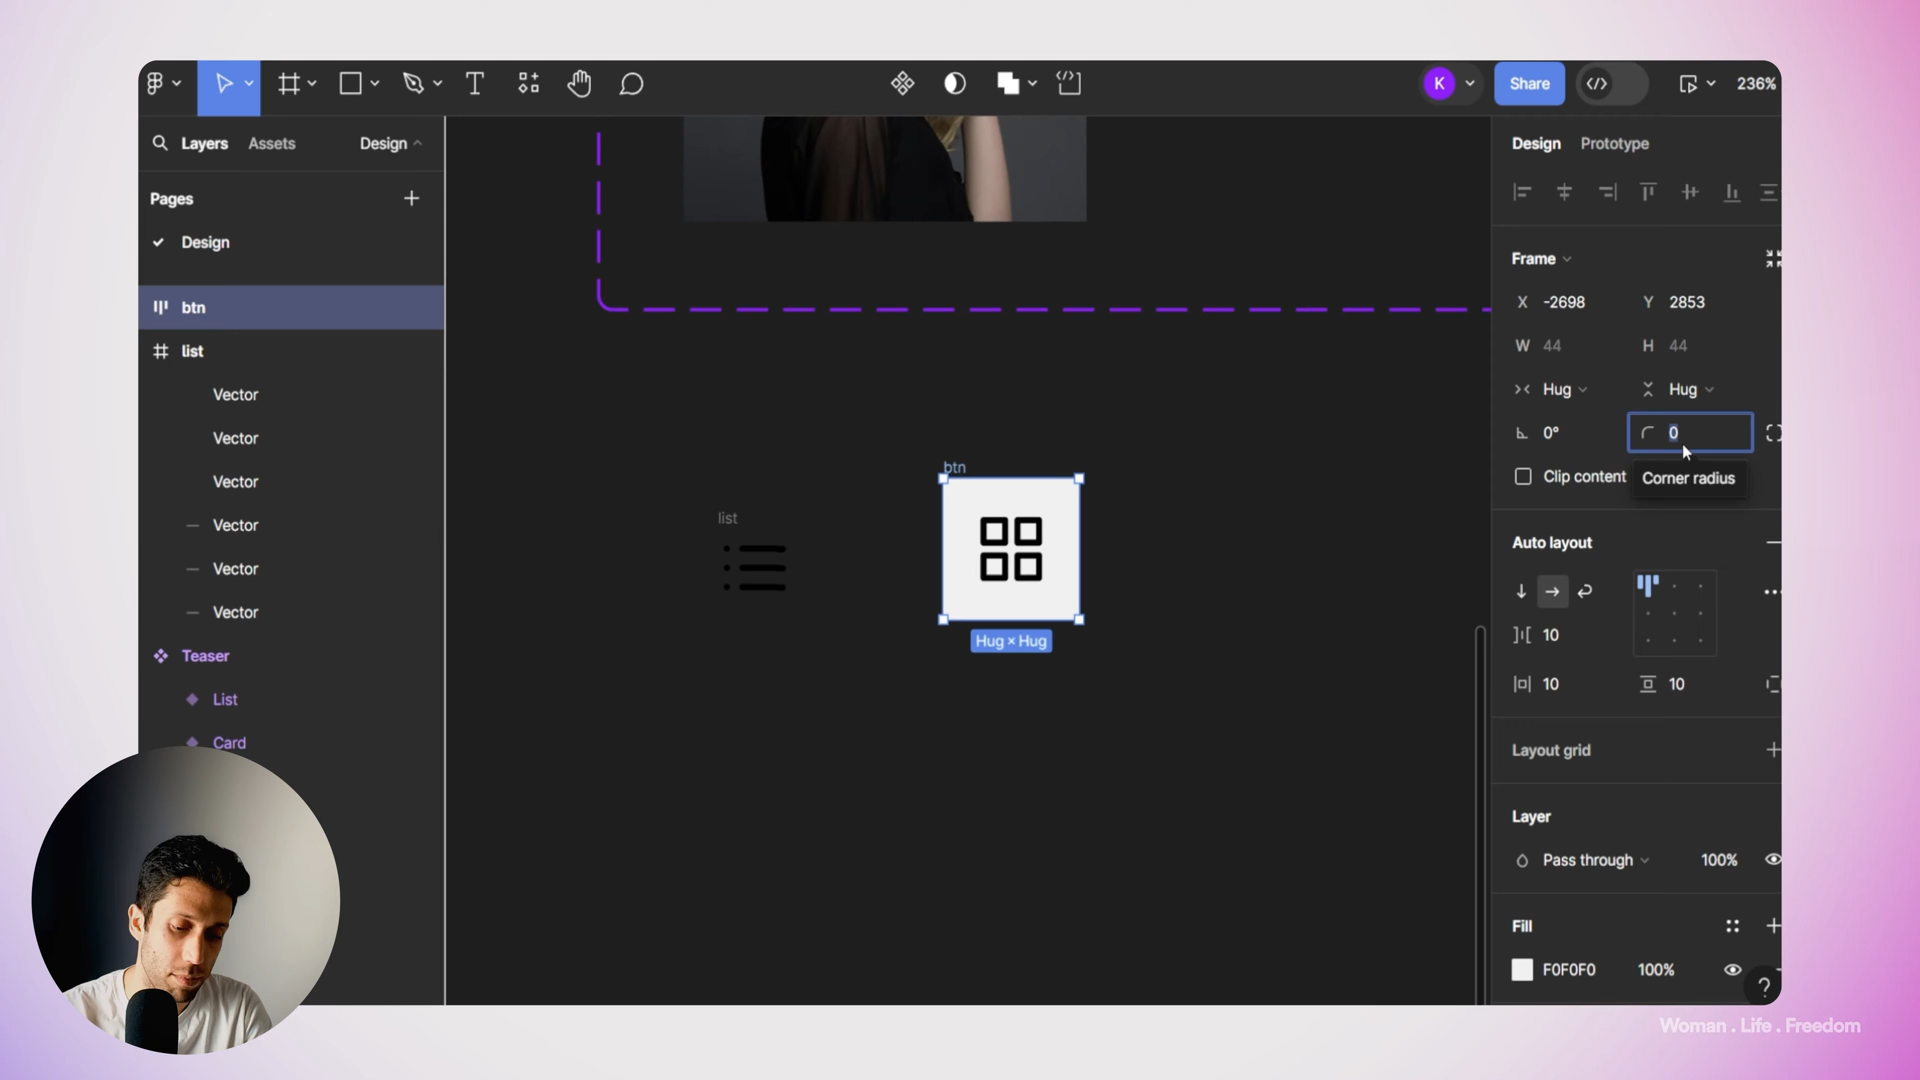 K
Share
236%
Layers
Assets
Design
Pages
Design
btn
list
Vector
Vector
Vector
Vector
Vector
Vector
Teaser
List
Card
list
btn
Hug × Hug
Design
Prototype
Frame
X -2698
Y 2853
W 44
H 44
Hug
Hug
0°
0
Clip content
Corner radius
Auto layout
10
10
10
Layout grid
Layer
Pass through
100%
Fill
F0F0F0
100%
?
Woman . Life . Freedom